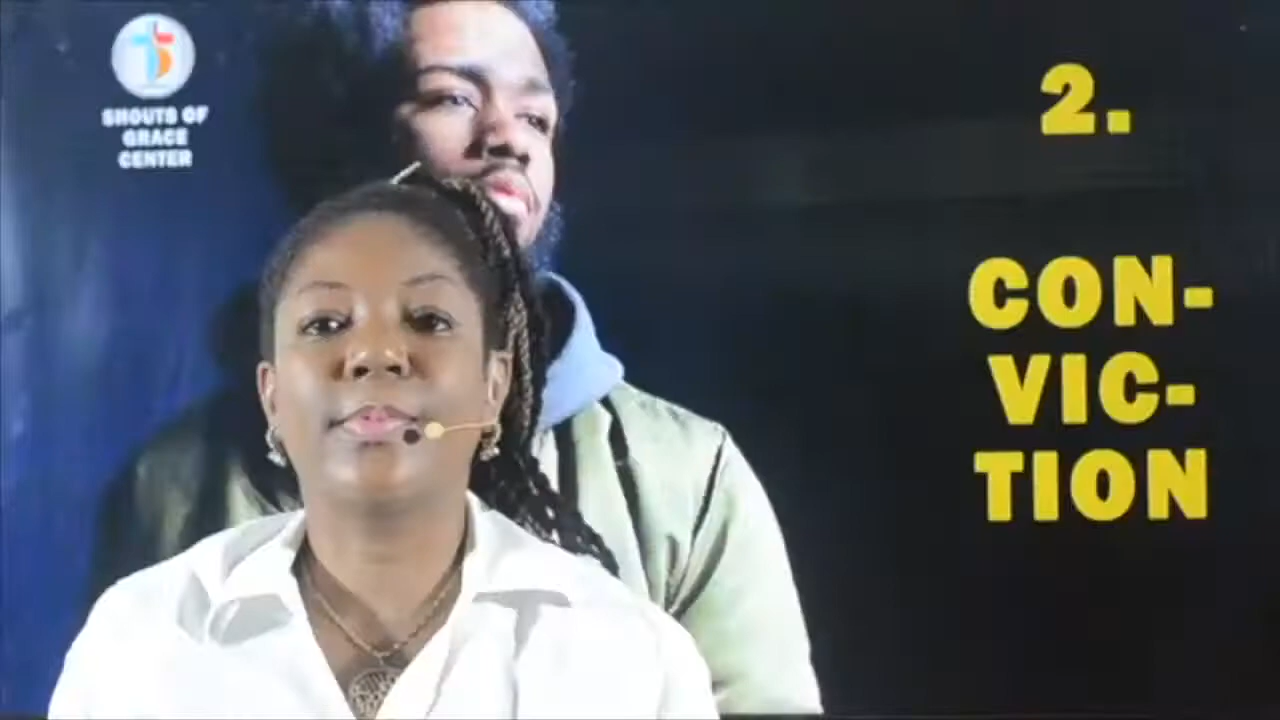 SHOUTS OF
GRACE
CENTER
2.
CON-
VIC-
TION